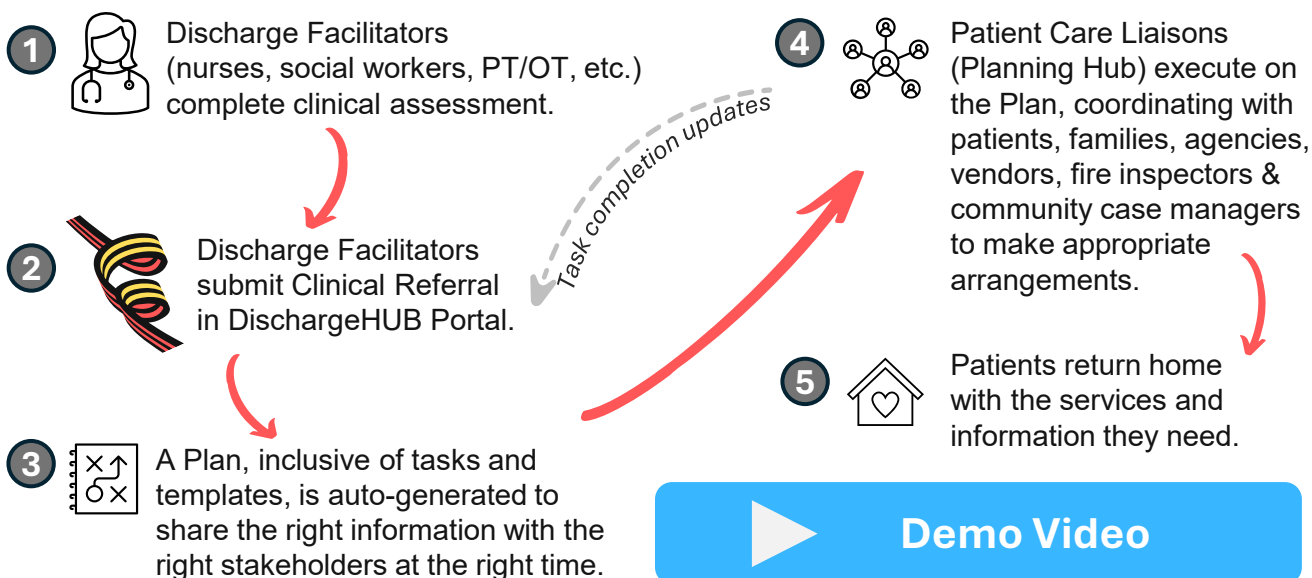 1
Discharge Facilitators
(nurses, social workers, PT/OT, etc.)
complete clinical assessment.
2
Discharge Facilitators
submit Clinical Referral
in DischargeHUB Portal.
3
A Plan, inclusive of tasks and
templates, is auto-generated to
share the right information with the
right stakeholders at the right time.
Task completion updates
4
Patient Care Liaisons
(Planning Hub) execute on
the Plan, coordinating with
patients, families, agencies,
vendors, fire inspectors &
community case managers
to make appropriate
arrangements.
5
Patients return home
with the services and
information they need.
Demo Video